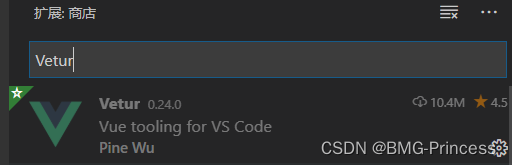 扩展: 商店
Vetur
Vetur 0.24.0 10.4M 4.5
Vue tooling for VS Code
Pine Wu
CSDN @BMG-Princess